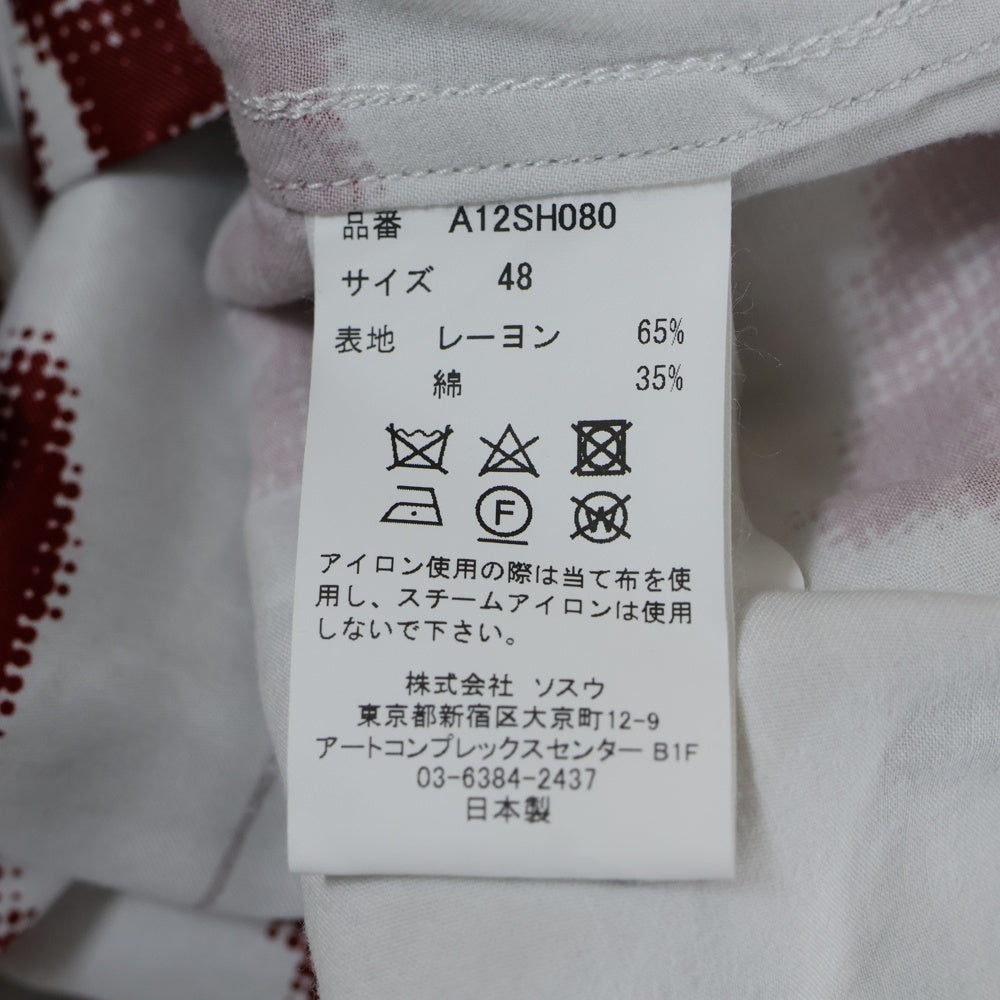 品番 A12SH080
サイズ 48
表地 レーヨン 65%
綿 35%
F W
アイロン使用の際は当て布を使
用し、スチームアイロンは使用
しないで下さい。
株式会社 ソスウ
東京都新宿区大京町12-9
アートコンプレックスセンター B1F
03-6384-2437
日本製